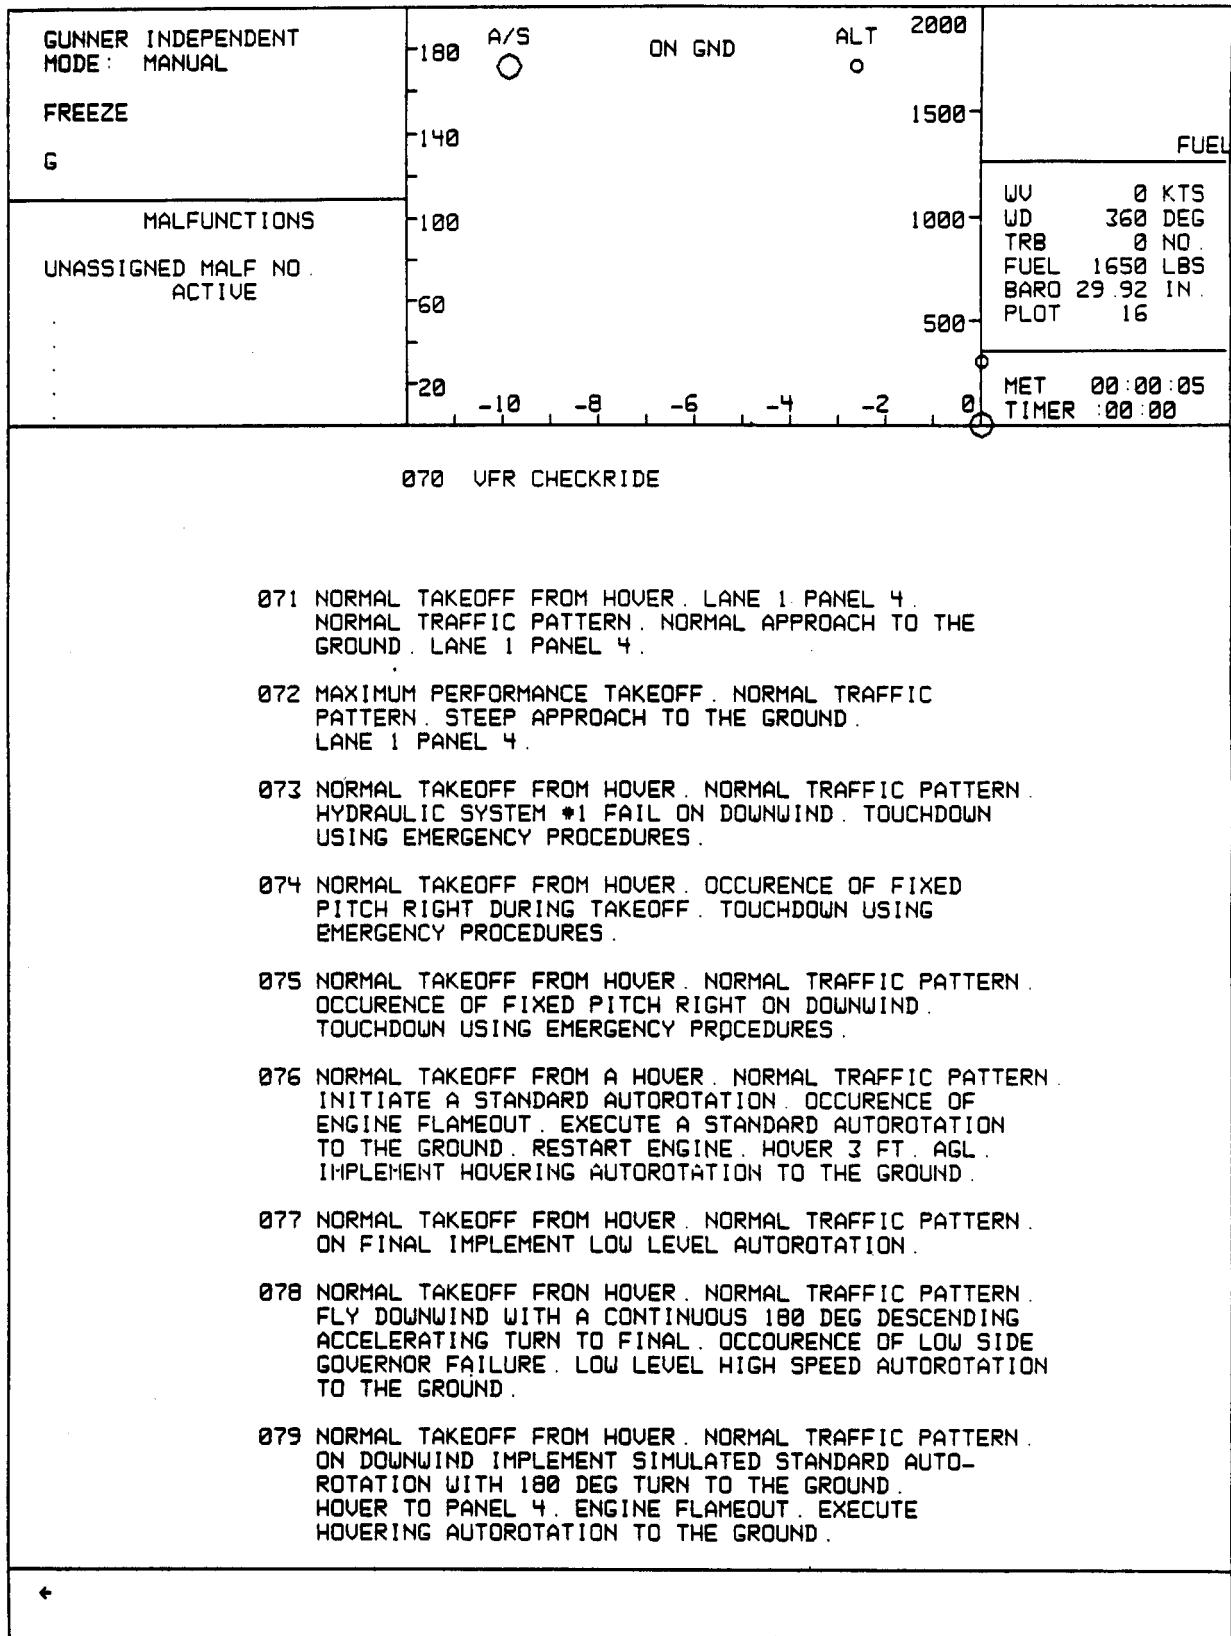 GUNNER INDEPENDENT
MODE: MANUAL
FREEZE
G
MALFUNCTIONS
UNASSIGNED MALF NO.
ACTIVE
.
.
.
.
A/S
ON GND
ALT
180
140
100
60
20
2000
1500
1000
500
-10 -8 -6 -4 -2 0
FUEL
WV 0 KTS
WD 360 DEG
TRB 0 NO.
FUEL 1650 LBS
BARO 29.92 IN.
PLOT 16
MET 00:00:05
TIMER :00:00
070 VFR CHECKRIDE
071 NORMAL TAKEOFF FROM HOVER. LANE 1 PANEL 4.
NORMAL TRAFFIC PATTERN. NORMAL APPROACH TO THE
GROUND. LANE 1 PANEL 4.
072 MAXIMUM PERFORMANCE TAKEOFF. NORMAL TRAFFIC
PATTERN. STEEP APPROACH TO THE GROUND.
LANE 1 PANEL 4.
073 NORMAL TAKEOFF FROM HOVER. NORMAL TRAFFIC PATTERN.
HYDRAULIC SYSTEM #1 FAIL ON DOWNWIND. TOUCHDOWN
USING EMERGENCY PROCEDURES.
074 NORMAL TAKEOFF FROM HOVER. OCCURENCE OF FIXED
PITCH RIGHT DURING TAKEOFF. TOUCHDOWN USING
EMERGENCY PROCEDURES.
075 NORMAL TAKEOFF FROM HOVER. NORMAL TRAFFIC PATTERN.
OCCURENCE OF FIXED PITCH RIGHT ON DOWNWIND.
TOUCHDOWN USING EMERGENCY PROCEDURES.
076 NORMAL TAKEOFF FROM A HOVER. NORMAL TRAFFIC PATTERN.
INITIATE A STANDARD AUTOROTATION. OCCURENCE OF
ENGINE FLAMEOUT. EXECUTE A STANDARD AUTOROTATION
TO THE GROUND. RESTART ENGINE. HOVER 3 FT. AGL.
IMPLEMENT HOVERING AUTOROTATION TO THE GROUND.
077 NORMAL TAKEOFF FROM HOVER. NORMAL TRAFFIC PATTERN.
ON FINAL IMPLEMENT LOW LEVEL AUTOROTATION.
078 NORMAL TAKEOFF FRON HOVER. NORMAL TRAFFIC PATTERN.
FLY DOWNWIND WITH A CONTINUOUS 180 DEG DESCENDING
ACCELERATING TURN TO FINAL. OCCOURENCE OF LOW SIDE
GOVERNOR FAILURE. LOW LEVEL HIGH SPEED AUTOROTATION
TO THE GROUND.
079 NORMAL TAKEOFF FROM HOVER. NORMAL TRAFFIC PATTERN.
ON DOWNWIND IMPLEMENT SIMULATED STANDARD AUTO-
ROTATION WITH 180 DEG TURN TO THE GROUND.
HOVER TO PANEL 4. ENGINE FLAMEOUT. EXECUTE
HOVERING AUTOROTATION TO THE GROUND.
←